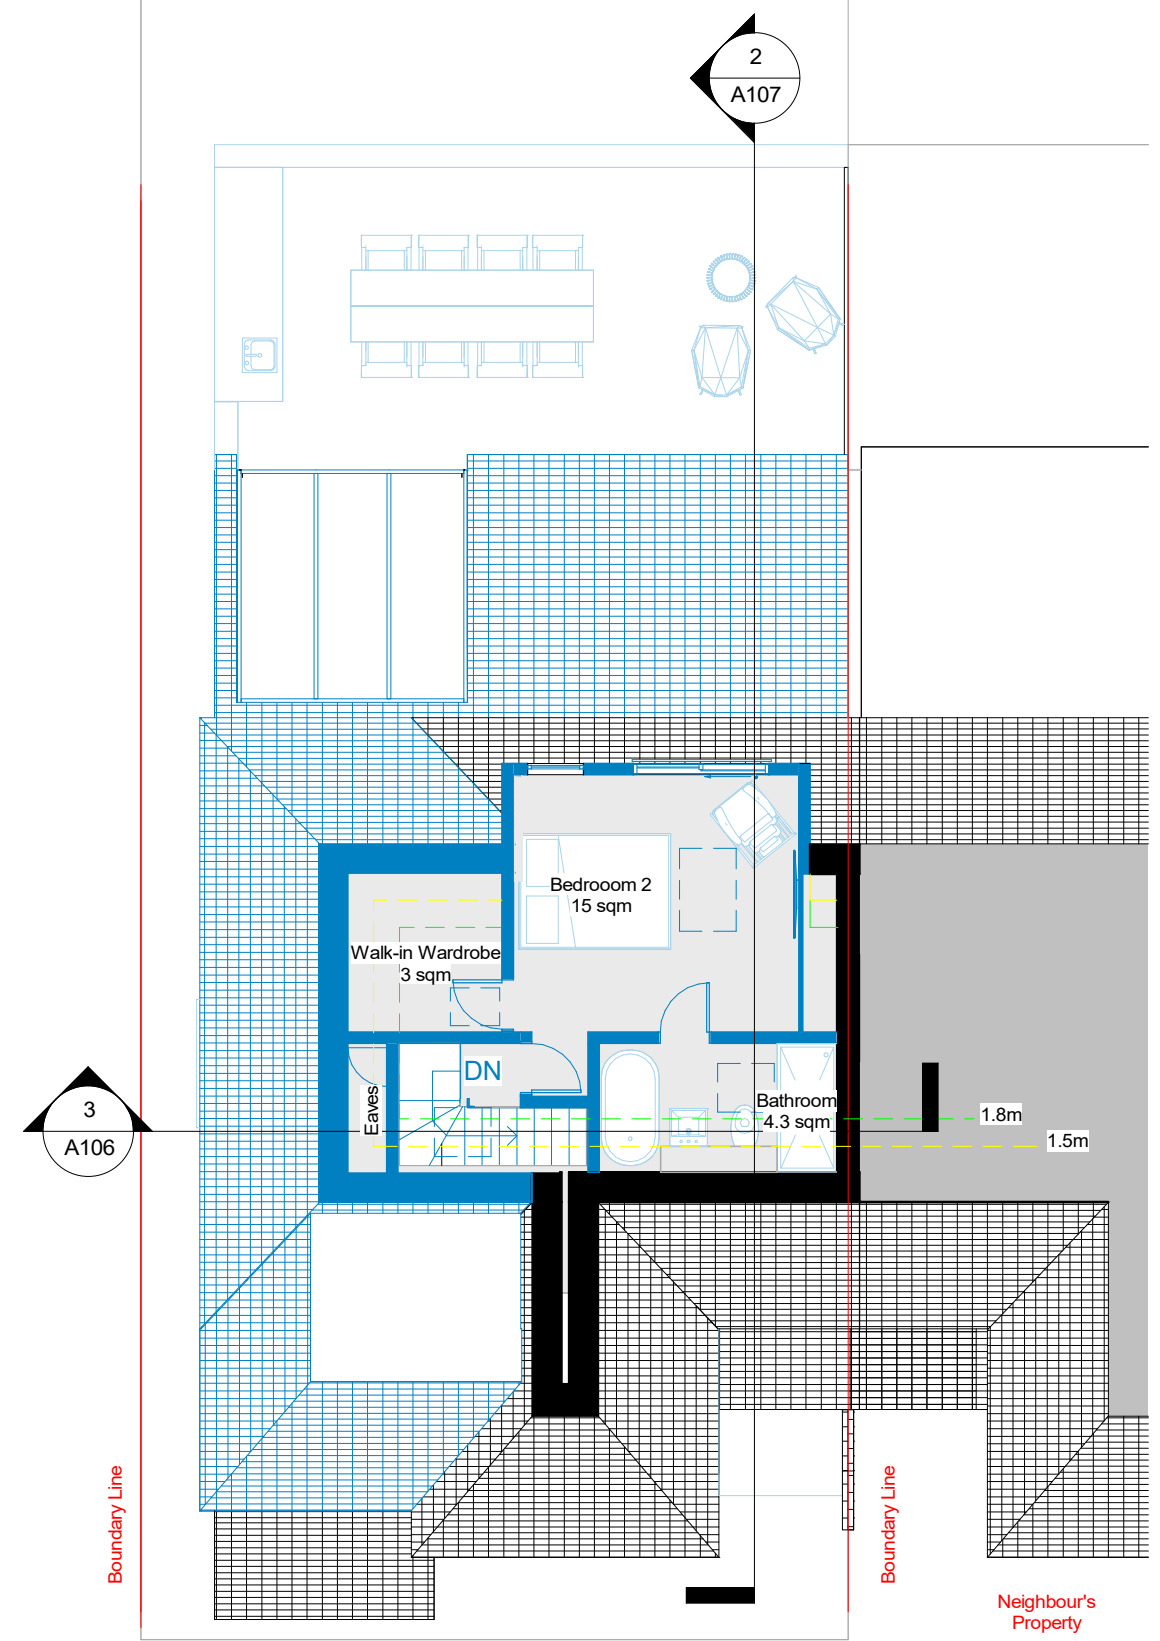 2
A107
Bedrooom 2
15 sqm
Walk-in Wardrobe
3 sqm
DN
Eaves
Bathroom
4.3 sqm
1.8m
1.5m
3
A106
Boundary Line
Boundary Line
Neighbour's
Property